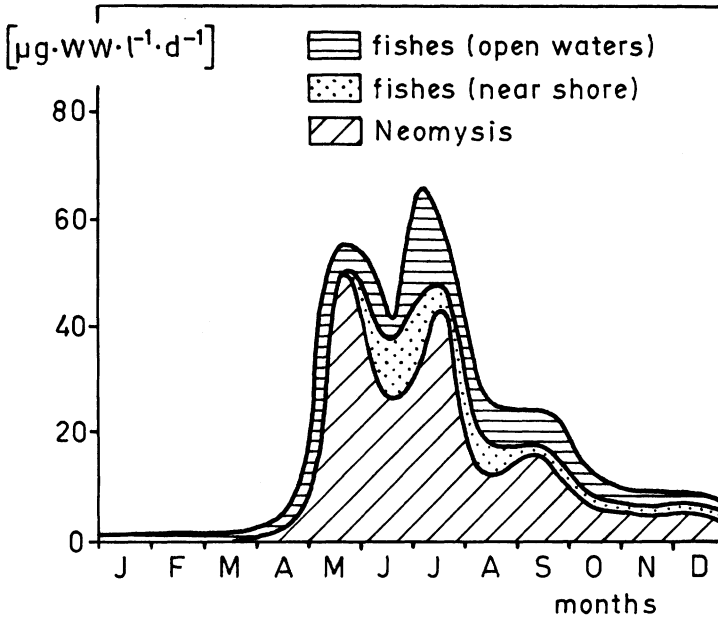 [µg·WW·l⁻¹·d⁻¹]
fishes (open waters)
fishes (near shore)
Neomysis
80
60
40
20
0
J F M A M J J A S O N D
months